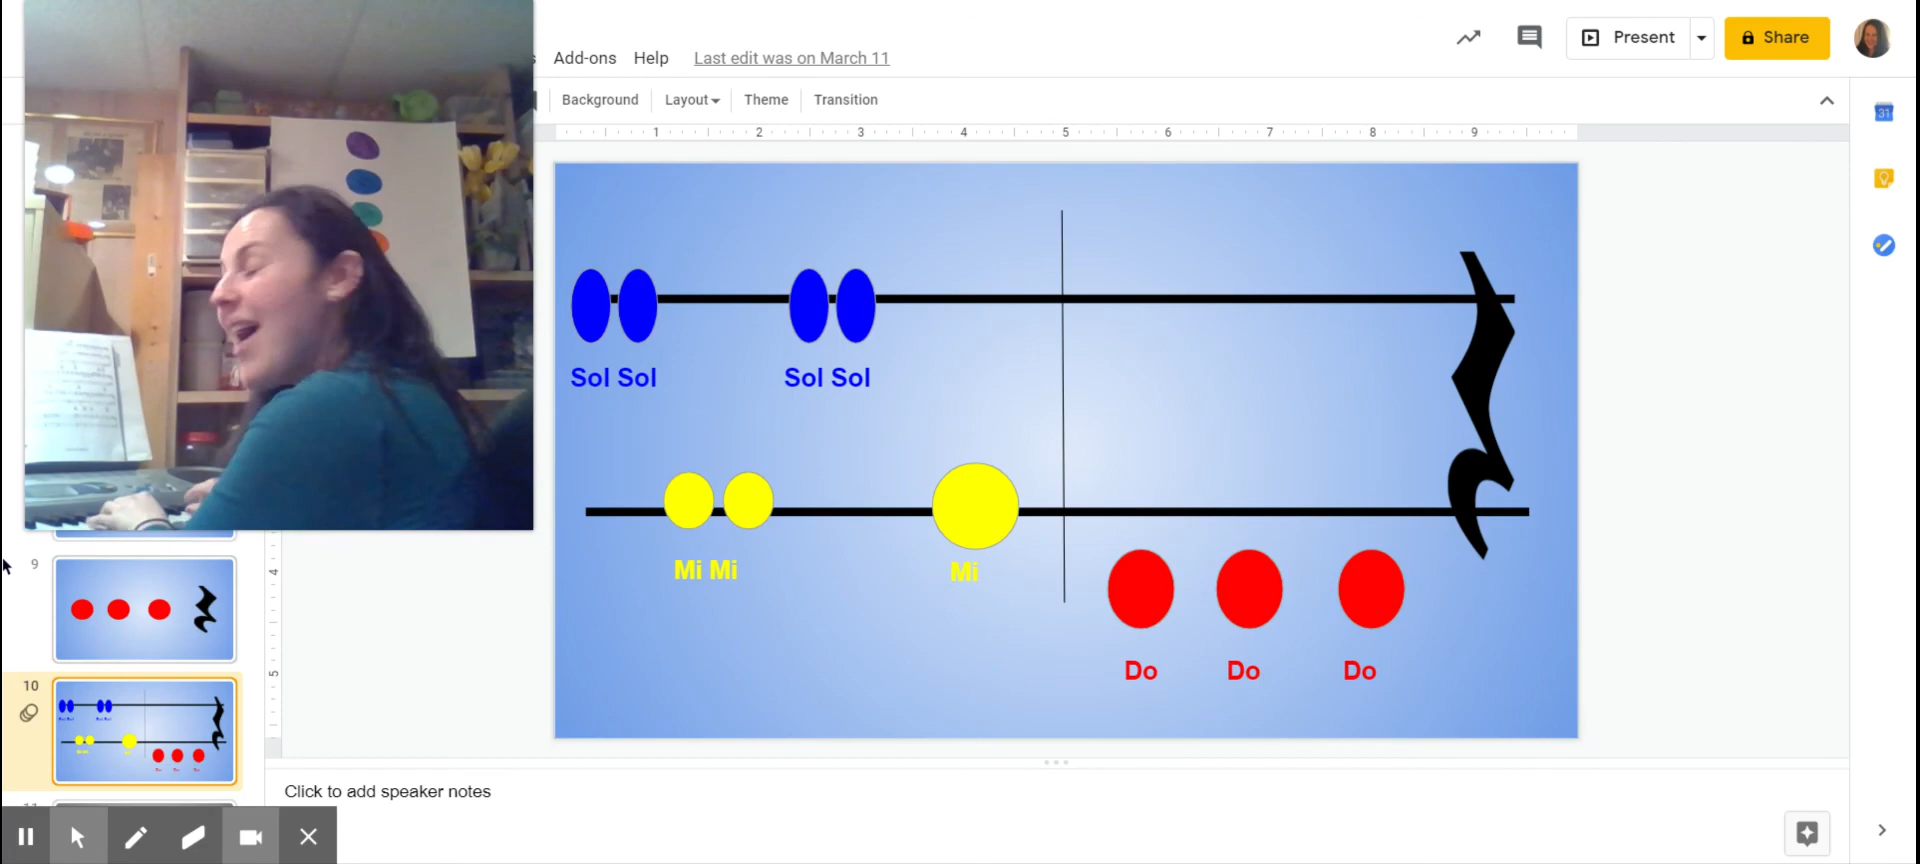 Present
Share
Add-ons Help Last edit was on March 11
Background Layout Theme Transition
1 2 3 4 5 6 7 8 9
31
Sol Sol Sol Sol
Mi Mi Mi
Do Do Do
4
5
9
10
Click to add speaker notes